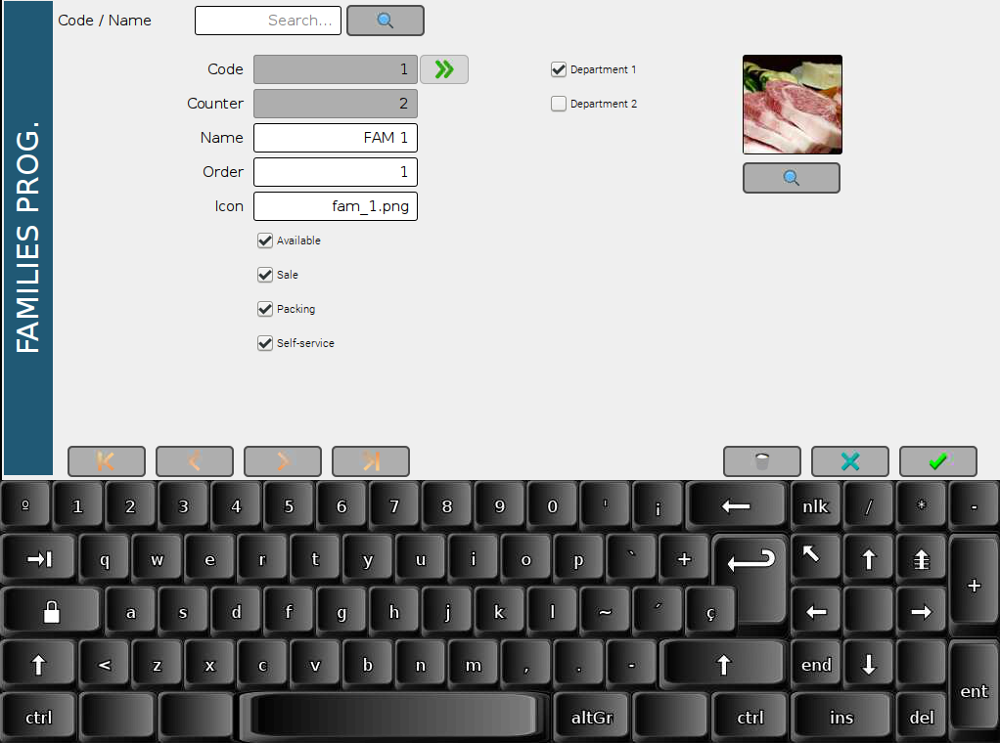 FAMILIES PROG.
Code / Name
Search...
Code
1
Department 1
Counter
2
Department 2
Name
FAM 1
Order
1
Icon
fam_1.png
Available
Sale
Packing
Self-service
º 1 2 3 4 5 6 7 8 9 0 ' ¡ nlk / * -
q w e r t y u i o p ` +
+
a s d f g h j k l ~ ´ ç
< z x c v b n m , . - end
ent
ctrl altGr ctrl ins del